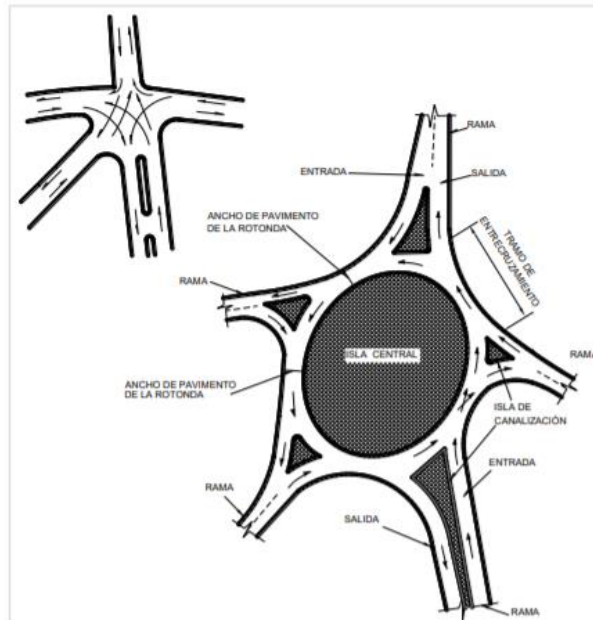 RAMA
ENTRADA
SALIDA
ANCHO DE PAVIMENTO
DE LA ROTONDA
TRAMO DE
ENTRECRUZAMIENTO
RAMA
ISLA CENTRAL
RAMA
ANCHO DE PAVIMENTO
DE LA ROTONDA
ISLA DE
CANALIZACIÓN
ENTRADA
RAMA
SALIDA
RAMA